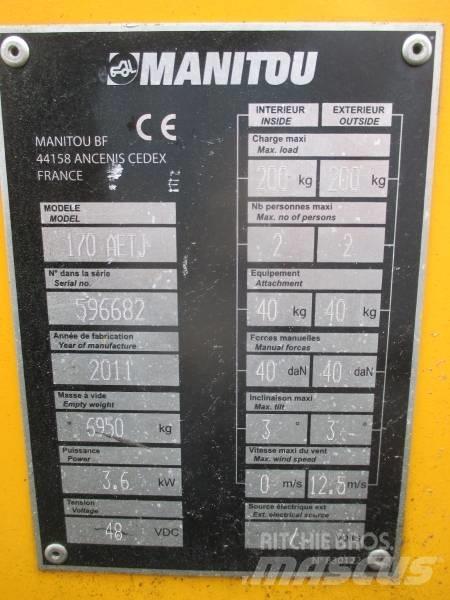 MANITOU
MANITOU BF
44158 ANCENIS CEDEX
FRANCE
CE
MODELE
MODEL
170 AETJ
N° dans la série
Serial no.
596682
Année de fabrication
Year of manufacture
2011
Masse à vide
Empty weight
6950 kg
Puissance
Power
3.6 kW
Tension
Voltage
48 VDC
INTERIEUR EXTERIEUR
INSIDE OUTSIDE
Charge maxi
Max. load
200 kg 200 kg
Nb personnes maxi
Max. no of persons
2 2
Equipement
Attachment
40 kg 40 kg
Forces manuelles
Manual forces
40 daN 40 daN
Inclinaison maxi
Max. tilt
3 ° 3 °
Vitesse maxi du vent
Max. wind speed
0 m/s 12.5 m/s
Source électrique ext
Ext. electrical source
/ Volts
RITCHIE BROS
Mascus